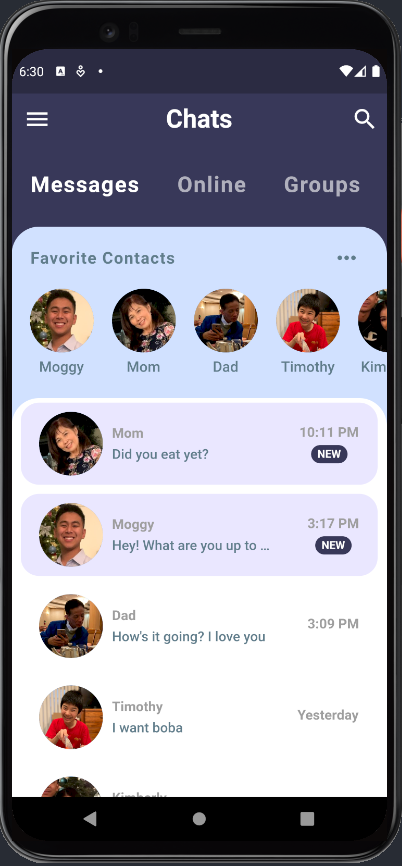 6:30
Chats
Messages Online Groups
Favorite Contacts
Moggy Mom Dad Timothy Kim
Mom 10:11 PM
Did you eat yet? NEW
Moggy 3:17 PM
Hey! What are you up to ... NEW
Dad
3:09 PM
How's it going? I love you
Timothy
Yesterday
I want boba
Kimberly